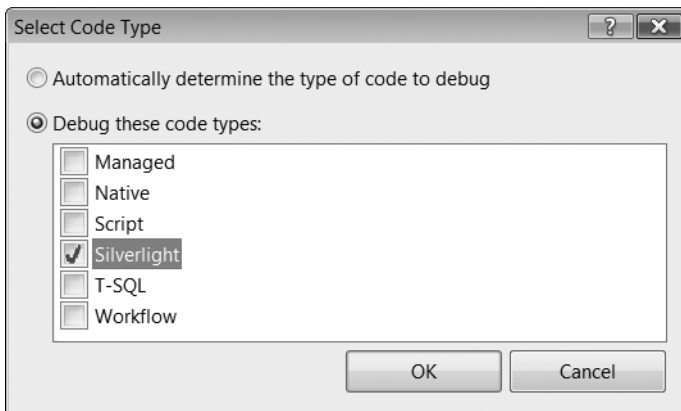 Select Code Type
Automatically determine the type of code to debug
Debug these code types:
Managed
Native
Script
Silverlight
T-SQL
Workflow
OK Cancel